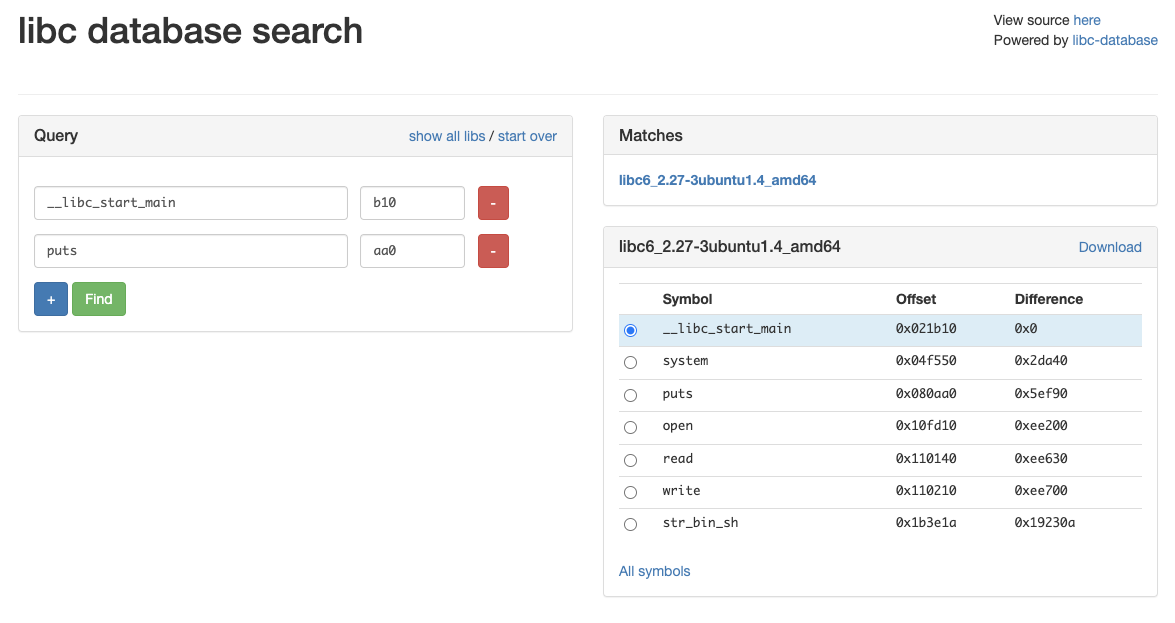 libc database search
View source here
Powered by libc-database
Query
show all libs / start over
__libc_start_main
b10
-
puts
aa0
-
+
Find
Matches
libc6_2.27-3ubuntu1.4_amd64
libc6_2.27-3ubuntu1.4_amd64
Download
Symbol Offset Difference
__libc_start_main 0x021b10 0x0
system 0x04f550 0x2da40
puts 0x080aa0 0x5ef90
open 0x10fd10 0xee200
read 0x110140 0xee630
write 0x110210 0xee700
str_bin_sh 0x1b3e1a 0x19230a
All symbols